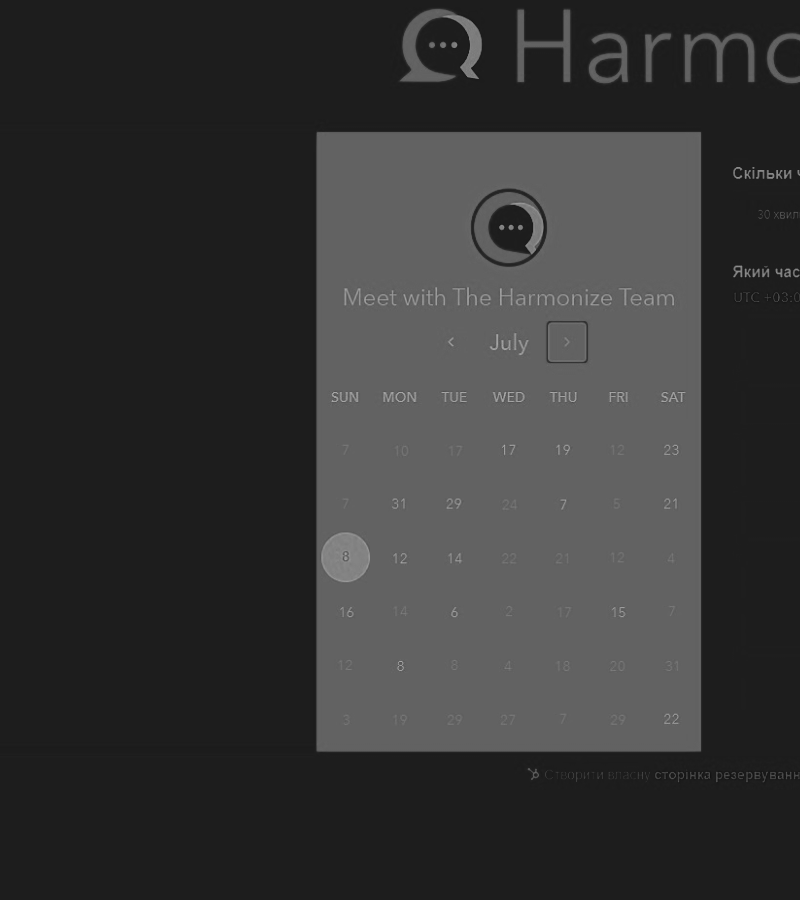 Harmo
Скільки ч
30 хвил
Який час
UTC +03:0
Meet with The Harmonize Team
July
SUN MON TUE WED THU FRI SAT
7 10 17 17 19 12 23
7 31 29 24 7 5 21
8 12 14 22 21 12 4
16 14 6 2 17 15 7
12 8 8 4 18 20 31
3 19 29 27 7 29 22
Створити власну сторінка резервуванн